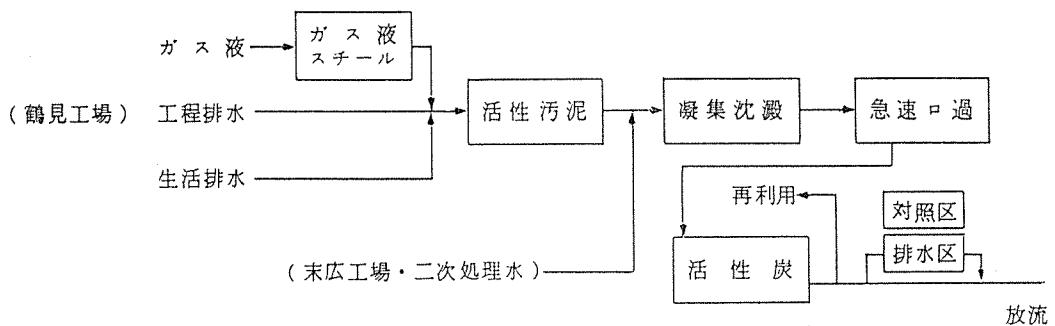 ガス液
ガス液
スチール
(鶴見工場)
工程排水
活性汚泥
凝集沈澱
急速口過
生活排水
再利用
対照区
排水区
(末広工場・二次処理水)
活性炭
放流